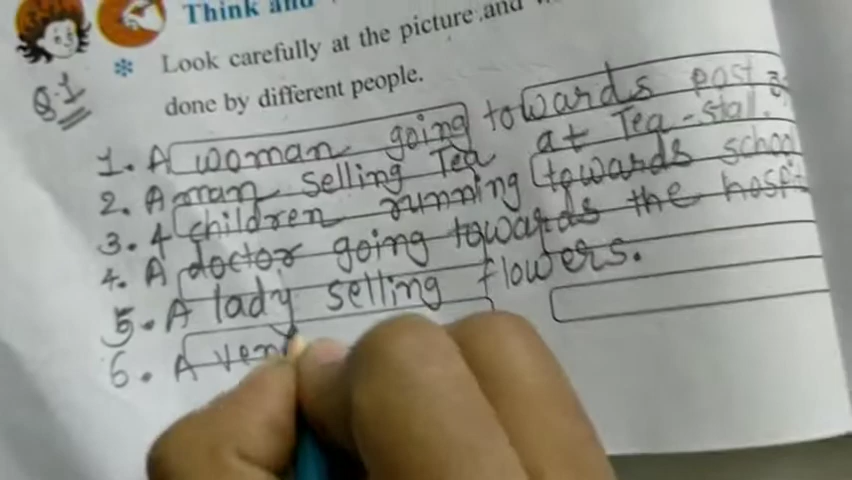 Think and
* Look carefully at the picture and
Q.1
done by different people.
1. A woman going towards post
2. A man selling Tea at Tea-stall.
3. 4 children running towards school
4. A doctor going towards the hospi
5. A lady selling flowers.
6. A ven